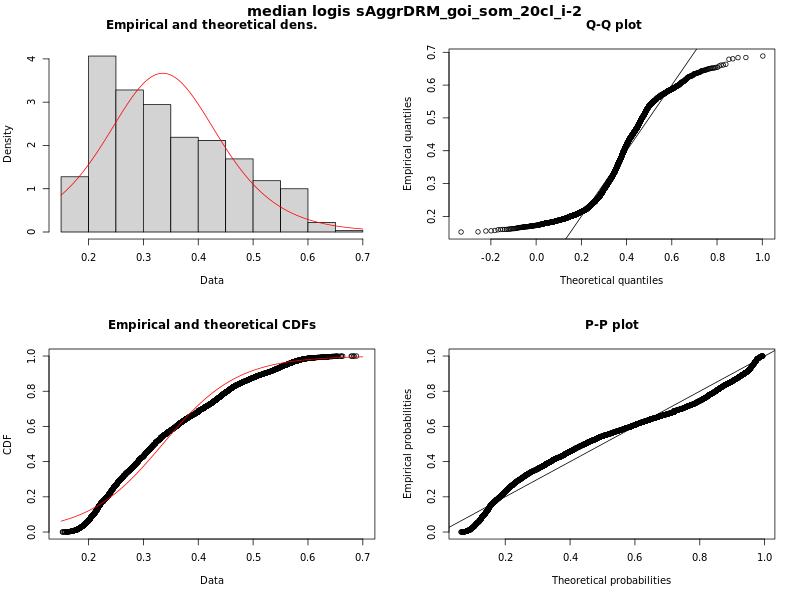 median logis sAggrDRM_goi_som_20cl_i-2
Empirical and theoretical dens.
Density
0 1 2 3 4
0.2 0.3 0.4 0.5 0.6 0.7
Data
Q-Q plot
Empirical quantiles
0.2 0.3 0.4 0.5 0.6 0.7
-0.2 0.0 0.2 0.4 0.6 0.8 1.0
Theoretical quantiles
Empirical and theoretical CDFs
CDF
0.0 0.2 0.4 0.6 0.8 1.0
0.2 0.3 0.4 0.5 0.6 0.7
Data
P-P plot
Empirical probabilities
0.0 0.2 0.4 0.6 0.8 1.0
0.2 0.4 0.6 0.8 1.0
Theoretical probabilities